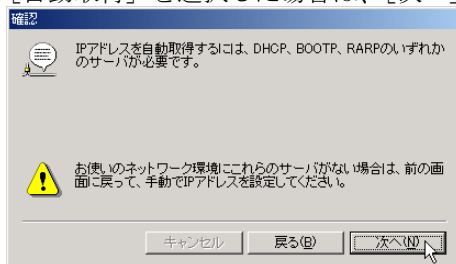 確認
IPアドレスを自動取得するには、DHCP、BOOTP、RARPのいずれか
のサーバが必要です。
お使いのネットワーク環境にこれらのサーバがない場合は、前の画
面に戻って、手動でIPアドレスを設定してください。
キャンセル 戻る(B) 次へ(N)